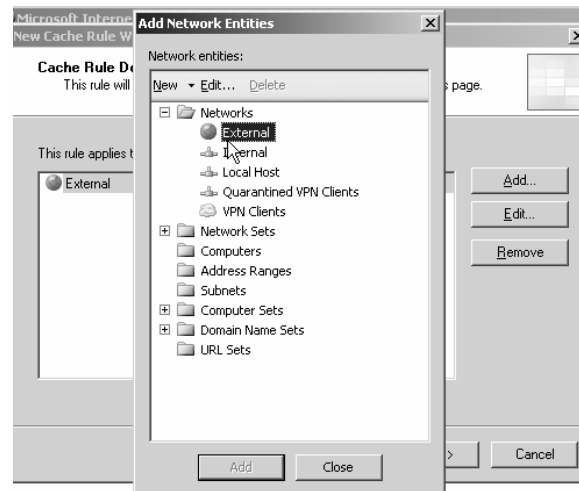 Microsoft Interne
New Cache Rule W
Cache Rule De
This rule will
s page.
This rule applies t
External
Add...
Edit...
Remove
>
Cancel
Add Network Entities
Network entities:
New Edit... Delete
Networks
External
Internal
Local Host
Quarantined VPN Clients
VPN Clients
Network Sets
Computers
Address Ranges
Subnets
Computer Sets
Domain Name Sets
URL Sets
Add
Close